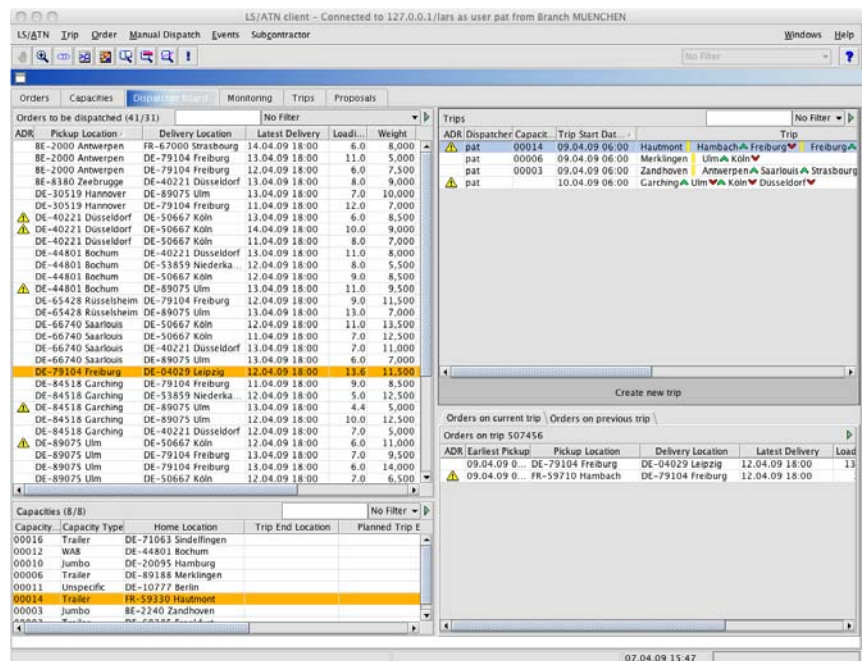 LS/ATN client – Connected to 127.0.0.1/lars as user pat from Branch MUENCHEN
LS/ATN Trip Order Manual Dispatch Events Subcontractor Windows Help
No Filter
Orders Capacities Dispatcher Board Monitoring Trips Proposals
Orders to be dispatched (41/31) No Filter
ADR Pickup Location Delivery Location Latest Delivery Loadi... Weight
BE-2000 Antwerpen FR-67000 Strasbourg 14.04.09 18:00 6.0 8,000
BE-2000 Antwerpen DE-79104 Freiburg 13.04.09 18:00 11.0 5,000
BE-2000 Antwerpen DE-79104 Freiburg 12.04.09 18:00 6.0 7,500
BE-8380 Zeebrugge DE-40221 Düsseldorf 13.04.09 18:00 8.0 9,000
DE-30519 Hannover DE-89075 Ulm 13.04.09 18:00 7.0 10,000
DE-30519 Hannover DE-79104 Freiburg 11.04.09 18:00 12.0 7,000
DE-40221 Düsseldorf DE-50667 Köln 13.04.09 18:00 6.0 8,500
DE-40221 Düsseldorf DE-50667 Köln 14.04.09 18:00 10.0 9,000
DE-40221 Düsseldorf DE-50667 Köln 11.04.09 18:00 8.0 7,000
DE-44801 Bochum DE-40221 Düsseldorf 13.04.09 18:00 11.0 8,000
DE-44801 Bochum DE-53859 Niederka... 12.04.09 18:00 8.0 5,500
DE-44801 Bochum DE-50667 Köln 12.04.09 18:00 9.0 8,500
DE-44801 Bochum DE-89075 Ulm 13.04.09 18:00 11.0 9,500
DE-65428 Rüsselsheim DE-79104 Freiburg 12.04.09 18:00 9.0 11,500
DE-65428 Rüsselsheim DE-89075 Ulm 13.04.09 18:00 13.0 7,000
DE-66740 Saarlouis DE-50667 Köln 12.04.09 18:00 11.0 13,500
DE-66740 Saarlouis DE-50667 Köln 11.04.09 18:00 7.0 12,500
DE-66740 Saarlouis DE-40221 Düsseldorf 13.04.09 18:00 7.0 11,000
DE-66740 Saarlouis DE-89075 Ulm 13.04.09 18:00 6.0 7,000
DE-79104 Freiburg DE-04029 Leipzig 12.04.09 18:00 13.6 11,500
DE-84518 Garching DE-79104 Freiburg 11.04.09 18:00 9.0 8,500
DE-84518 Garching DE-53859 Niederka... 12.04.09 18:00 5.0 12,500
DE-84518 Garching DE-89075 Ulm 13.04.09 18:00 4.4 5,000
DE-84518 Garching DE-89075 Ulm 12.04.09 18:00 10.0 12,500
DE-84518 Garching DE-40221 Düsseldorf 12.04.09 18:00 7.0 5,000
DE-89075 Ulm DE-50667 Köln 12.04.09 18:00 6.0 11,000
DE-89075 Ulm DE-79104 Freiburg 13.04.09 18:00 7.0 9,500
DE-89075 Ulm DE-79104 Freiburg 13.04.09 18:00 6.0 14,000
DE-89075 Ulm DE-50667 Köln 12.04.09 18:00 7.0 6,500
Capacities (8/8) No Filter
Capacity... Capacity Type Home Location Trip End Location Planned Trip E
00016 Trailer DE-71063 Sindelfingen
00012 WAB DE-44801 Bochum
00010 Jumbo DE-20095 Hamburg
00006 Trailer DE-89188 Merklingen
00011 Unspecific DE-10777 Berlin
00014 Trailer FR-59330 Hautmont
00003 Jumbo BE-2240 Zandhoven
Trips No Filter
ADR Dispatcher Capacit... Trip Start Dat... Trip
pat 00014 09.04.09 06:00 Hautmont Hambach Freiburg Freiburg
pat 00006 09.04.09 06:00 Merklingen Ulm Köln
pat 00003 09.04.09 06:00 Zandhoven Antwerpen Saarlouis Strasbourg
pat 10.04.09 06:00 Garching Ulm Köln Düsseldorf
Create new trip
Orders on current trip Orders on previous trip
Orders on trip 507456
ADR Earliest Pickup Pickup Location Delivery Location Latest Delivery Load
09.04.09 0... DE-79104 Freiburg DE-04029 Leipzig 12.04.09 18:00 13
09.04.09 0... FR-59710 Hambach DE-79104 Freiburg 12.04.09 18:00
07.04.09 15:47